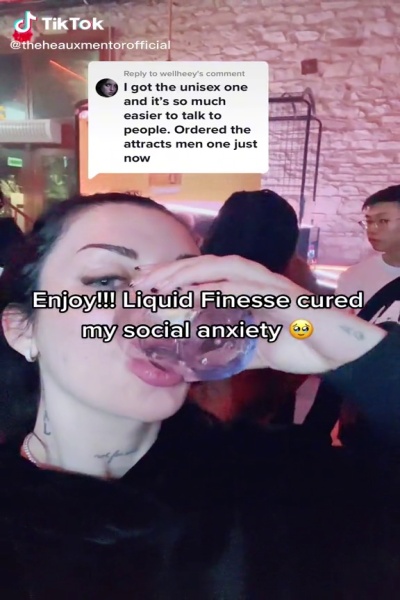 TikTok
@theheauxmentorofficial
Reply to wellheey's comment
I got the unisex one
and it's so much
easier to talk to
people. Ordered the
attracts men one just
now
Enjoy!!! Liquid Finesse cured
my social anxiety 🥹